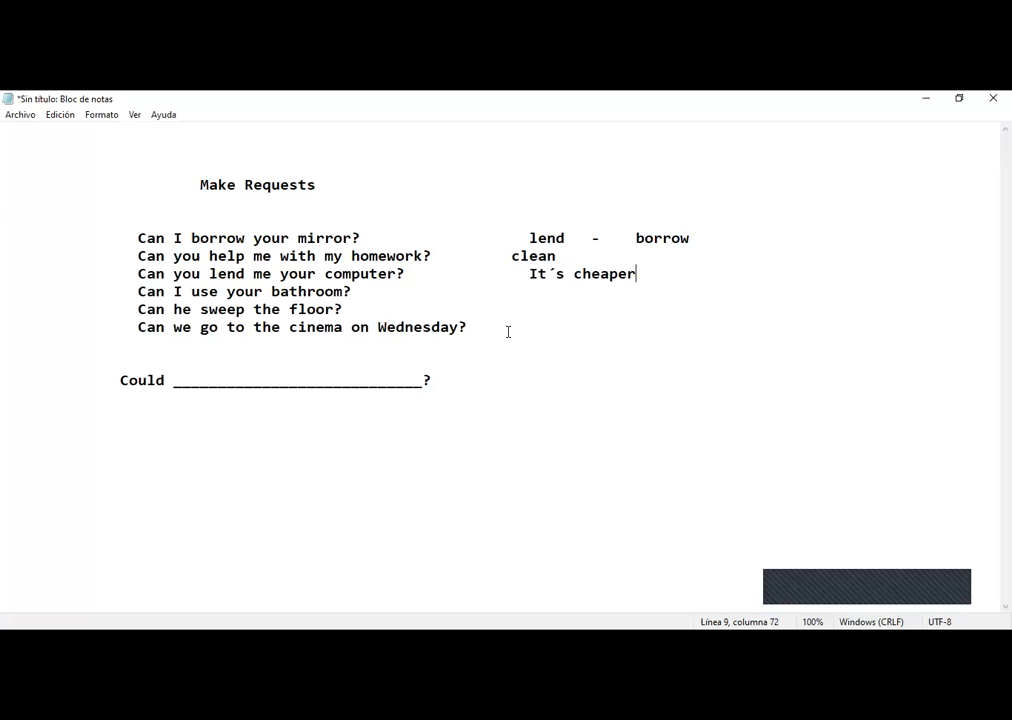 *Sin título: Bloc de notas
Archivo Edición Formato Ver Ayuda
Make Requests
Can I borrow your mirror? lend - borrow
Can you help me with my homework? clean
Can you lend me your computer? It´s cheaper
Can I use your bathroom?
Can he sweep the floor?
Can we go to the cinema on Wednesday?
Could ____________________________?
Línea 9, columna 72 100% Windows (CRLF) UTF-8